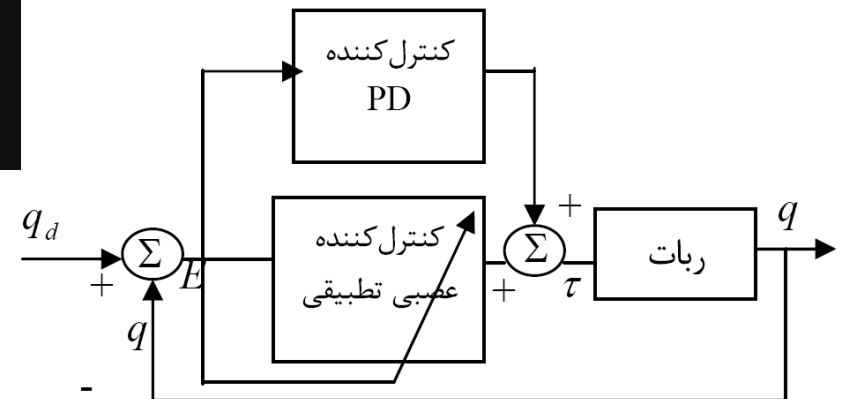 کنترل‌کننده
PD
q_d
+
Σ
E
کنترل‌کننده
عصبی تطبیقی
+
+
Σ
τ
ربات
q
q
-